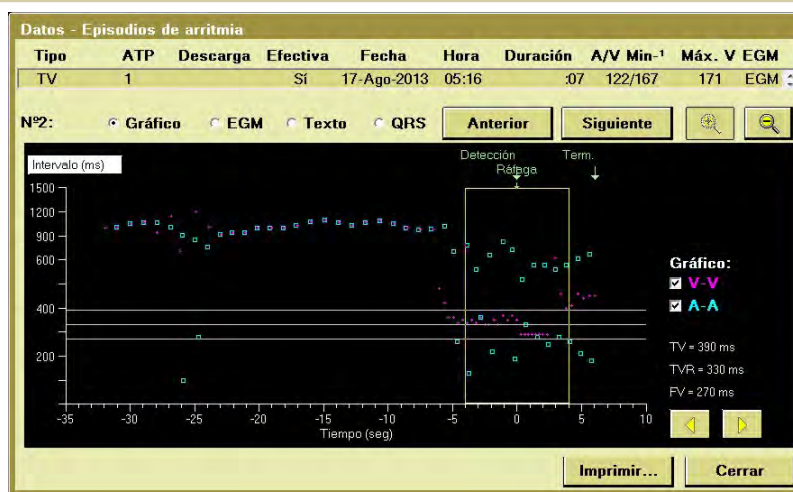 Datos - Episodios de arritmia
Tipo ATP Descarga Efectiva Fecha Hora Duración A/V Min-¹ Máx. V EGM
TV 1 Sí 17-Ago-2013 05:16 :07 122/167 171 EGM
Nº2: Gráfico EGM Texto QRS Anterior Siguiente
Detección Term.
Ráfaga
Intervalo (ms)
1500
1200
900
600
400
200
Gráfico:
V-V
A-A
TV = 390 ms
TVR = 330 ms
FV = 270 ms
-35 -30 -25 -20 -15 -10 -5 0 5 10
Tiempo (seg)
Imprimir... Cerrar